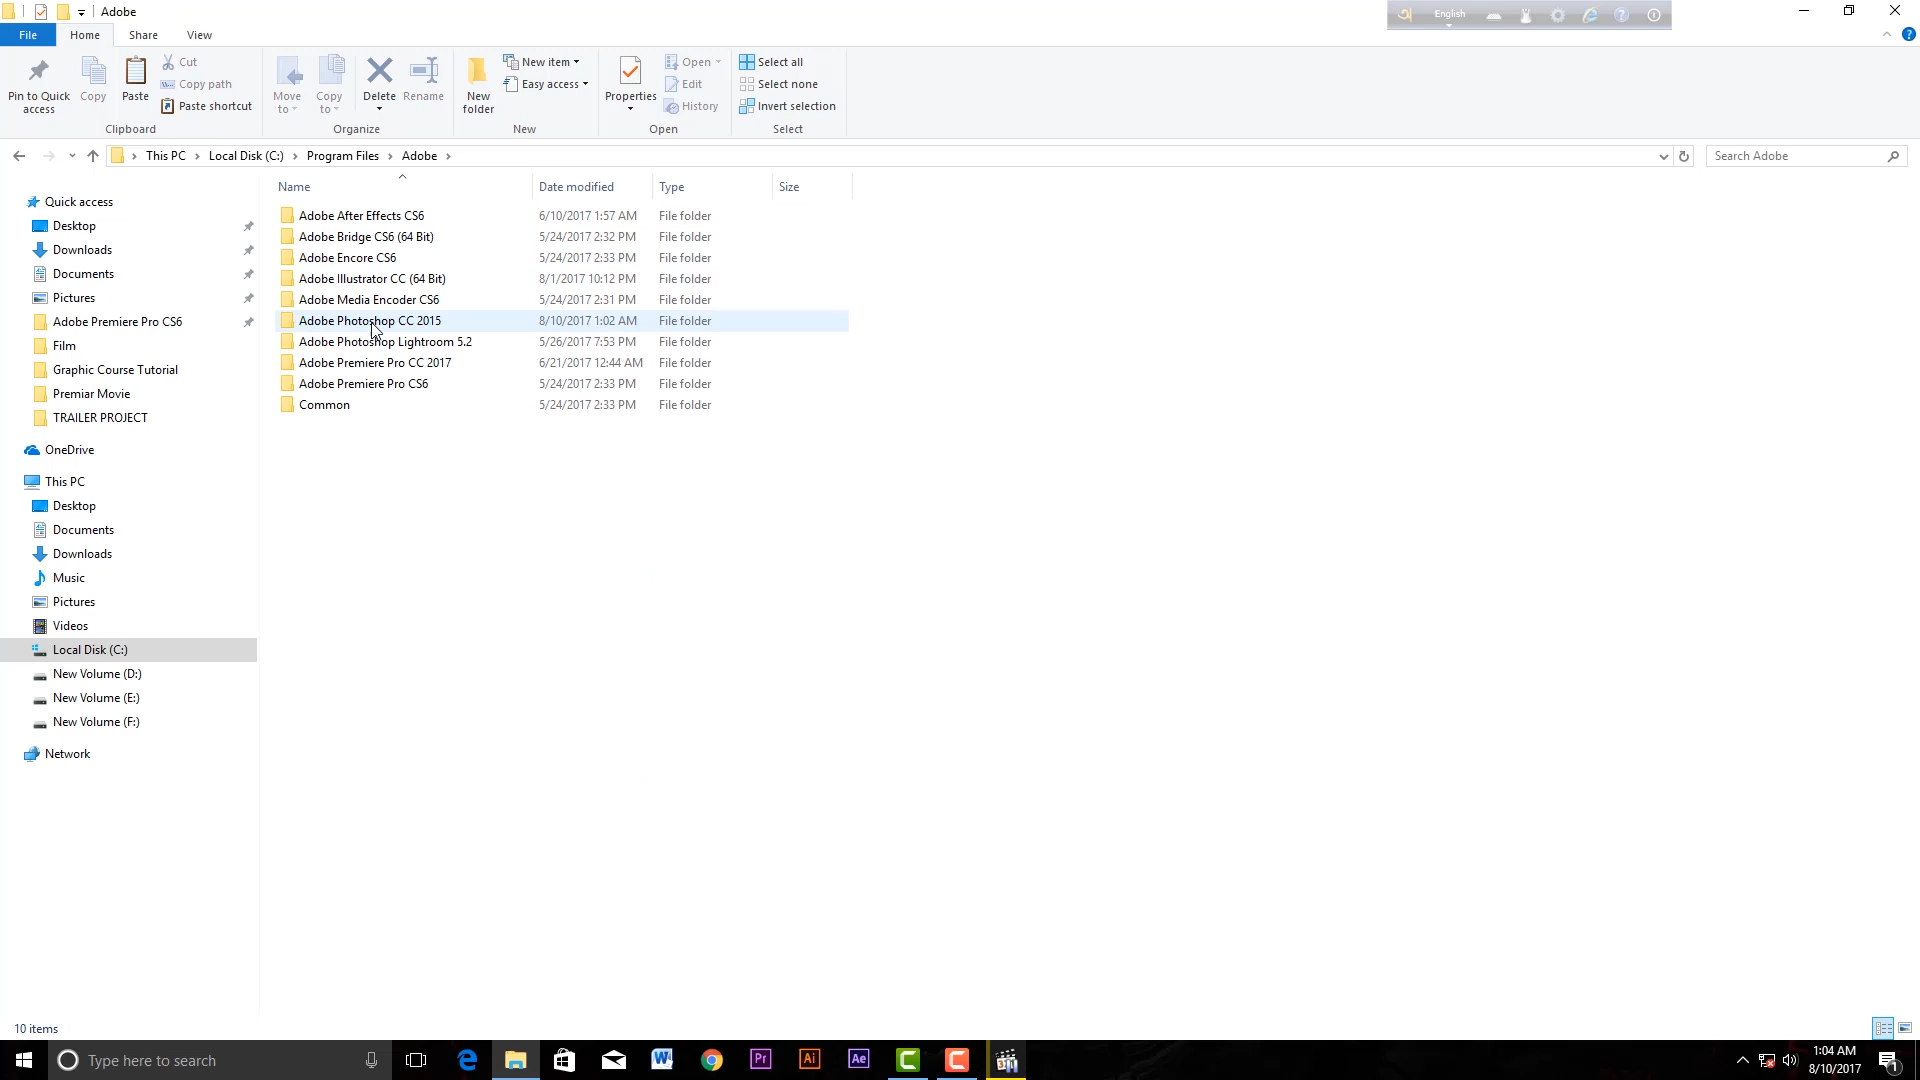 Adobe
File Home Share View
English
Pin to Quick access
Copy
Paste
Cut
Copy path
Paste shortcut
Clipboard
Move to
Copy to
Delete
Rename
Organize
New folder
New item
Easy access
New
Properties
Open
Edit
History
Open
Select all
Select none
Invert selection
Select
This PC > Local Disk (C:) > Program Files > Adobe >
Search Adobe
Name Date modified Type Size
Adobe After Effects CS6 6/10/2017 1:57 AM File folder
Adobe Bridge CS6 (64 Bit) 5/24/2017 2:32 PM File folder
Adobe Encore CS6 5/24/2017 2:33 PM File folder
Adobe Illustrator CC (64 Bit) 8/1/2017 10:12 PM File folder
Adobe Media Encoder CS6 5/24/2017 2:31 PM File folder
Adobe Photoshop CC 2015 8/10/2017 1:02 AM File folder
Adobe Photoshop Lightroom 5.2 5/26/2017 7:53 PM File folder
Adobe Premiere Pro CC 2017 6/21/2017 12:44 AM File folder
Adobe Premiere Pro CS6 5/24/2017 2:33 PM File folder
Common 5/24/2017 2:33 PM File folder
Quick access
Desktop
Downloads
Documents
Pictures
Adobe Premiere Pro CS6
Film
Graphic Course Tutorial
Premiar Movie
TRAILER PROJECT
OneDrive
This PC
Desktop
Documents
Downloads
Music
Pictures
Videos
Local Disk (C:)
New Volume (D:)
New Volume (E:)
New Volume (F:)
Network
10 items
Type here to search
Pr
Ai
Ae
1:04 AM
8/10/2017
1